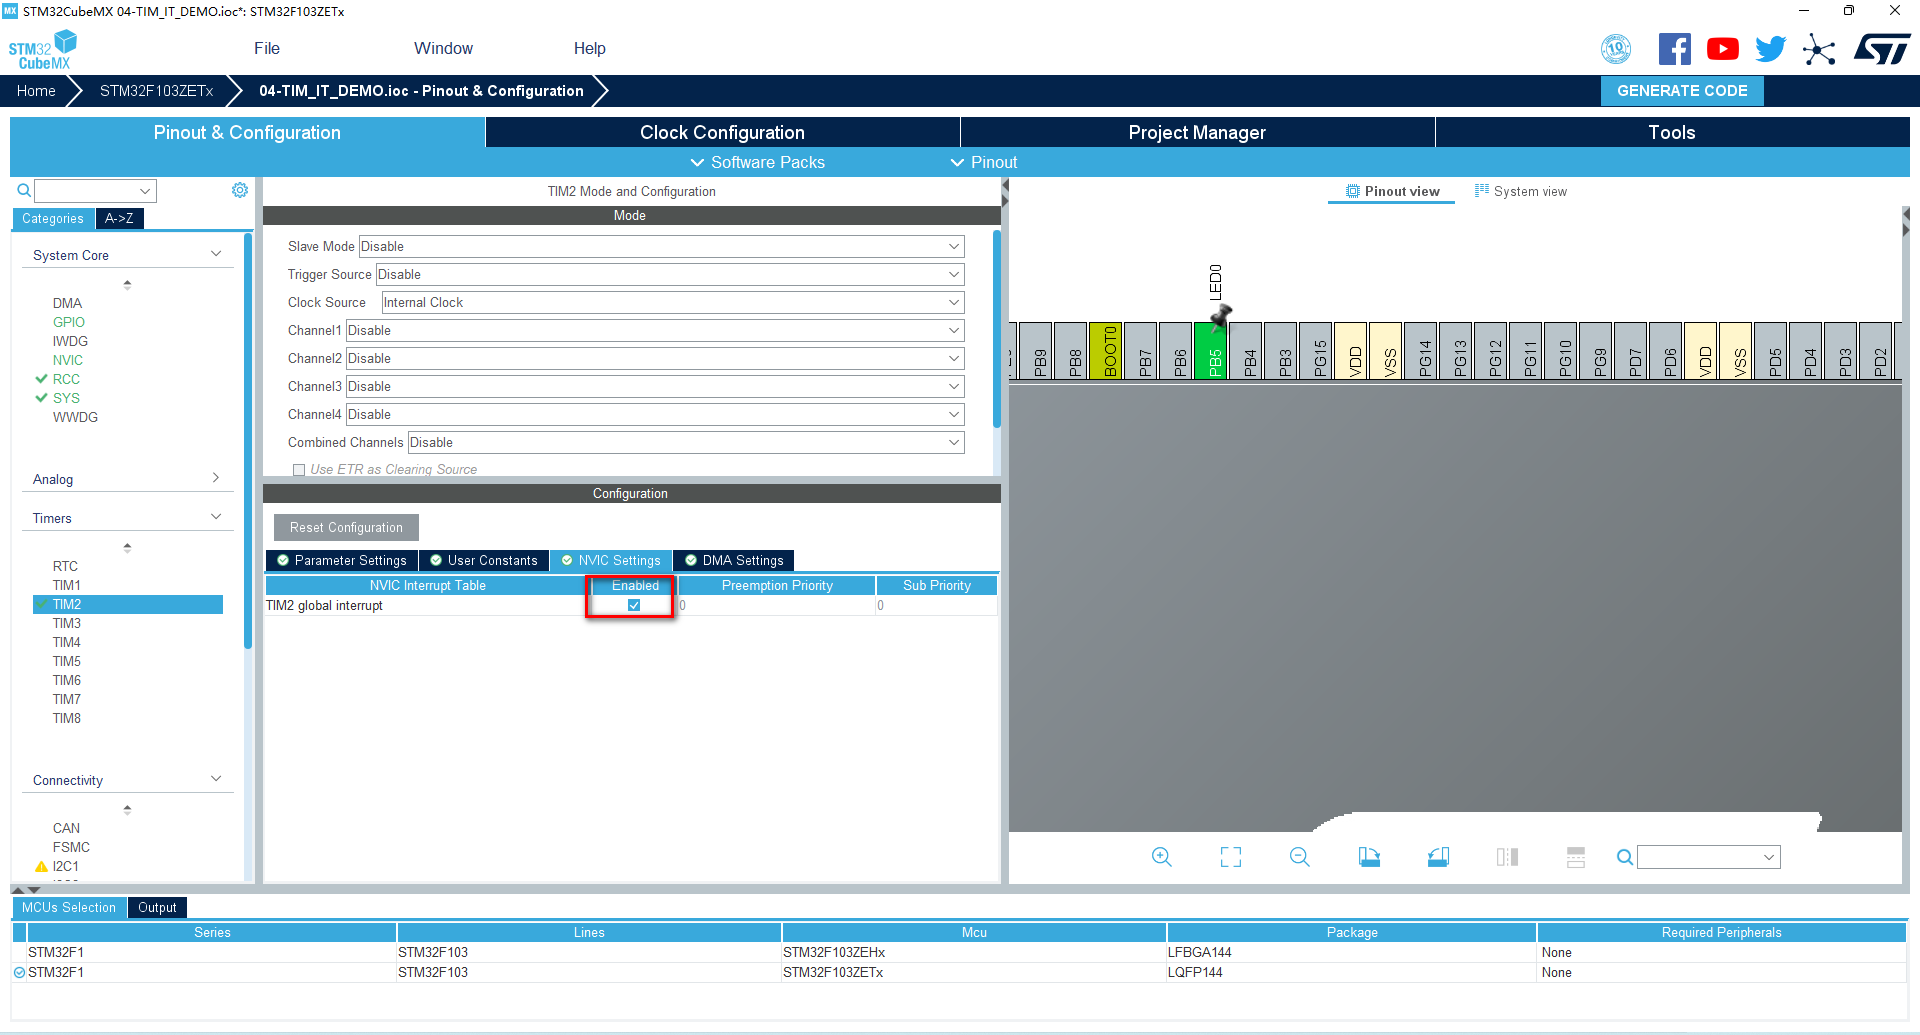 MX STM32CubeMX 04-TIM_IT_DEMO.ioc*: STM32F103ZETx
STM32 CubeMX
File Window Help
10
ST
Home STM32F103ZETx 04-TIM_IT_DEMO.ioc - Pinout & Configuration GENERATE CODE
Pinout & Configuration Clock Configuration Project Manager Tools
Software Packs Pinout
Categories A->Z
System Core
DMA
GPIO
IWDG
NVIC
RCC
SYS
WWDG
Analog
Timers
RTC
TIM1
TIM2
TIM3
TIM4
TIM5
TIM6
TIM7
TIM8
Connectivity
CAN
FSMC
I2C1
TIM2 Mode and Configuration
Mode
Slave Mode Disable
Trigger Source Disable
Clock Source Internal Clock
Channel1 Disable
Channel2 Disable
Channel3 Disable
Channel4 Disable
Combined Channels Disable
Use ETR as Clearing Source
Configuration
Reset Configuration
Parameter Settings User Constants NVIC Settings DMA Settings
NVIC Interrupt Table Enabled Preemption Priority Sub Priority
TIM2 global interrupt 0 0
Pinout view System view
LED0
PB9 PB8 BOOT0 PB7 PB6 PB5 PB4 PB3 PG15 VDD VSS PG14 PG13 PG12 PG11 PG10 PG9 PD7 PD6 VDD VSS PD5 PD4 PD3 PD2
MCUs Selection Output
Series Lines Mcu Package Required Peripherals
STM32F1 STM32F103 STM32F103ZEHx LFBGA144 None
STM32F1 STM32F103 STM32F103ZETx LQFP144 None